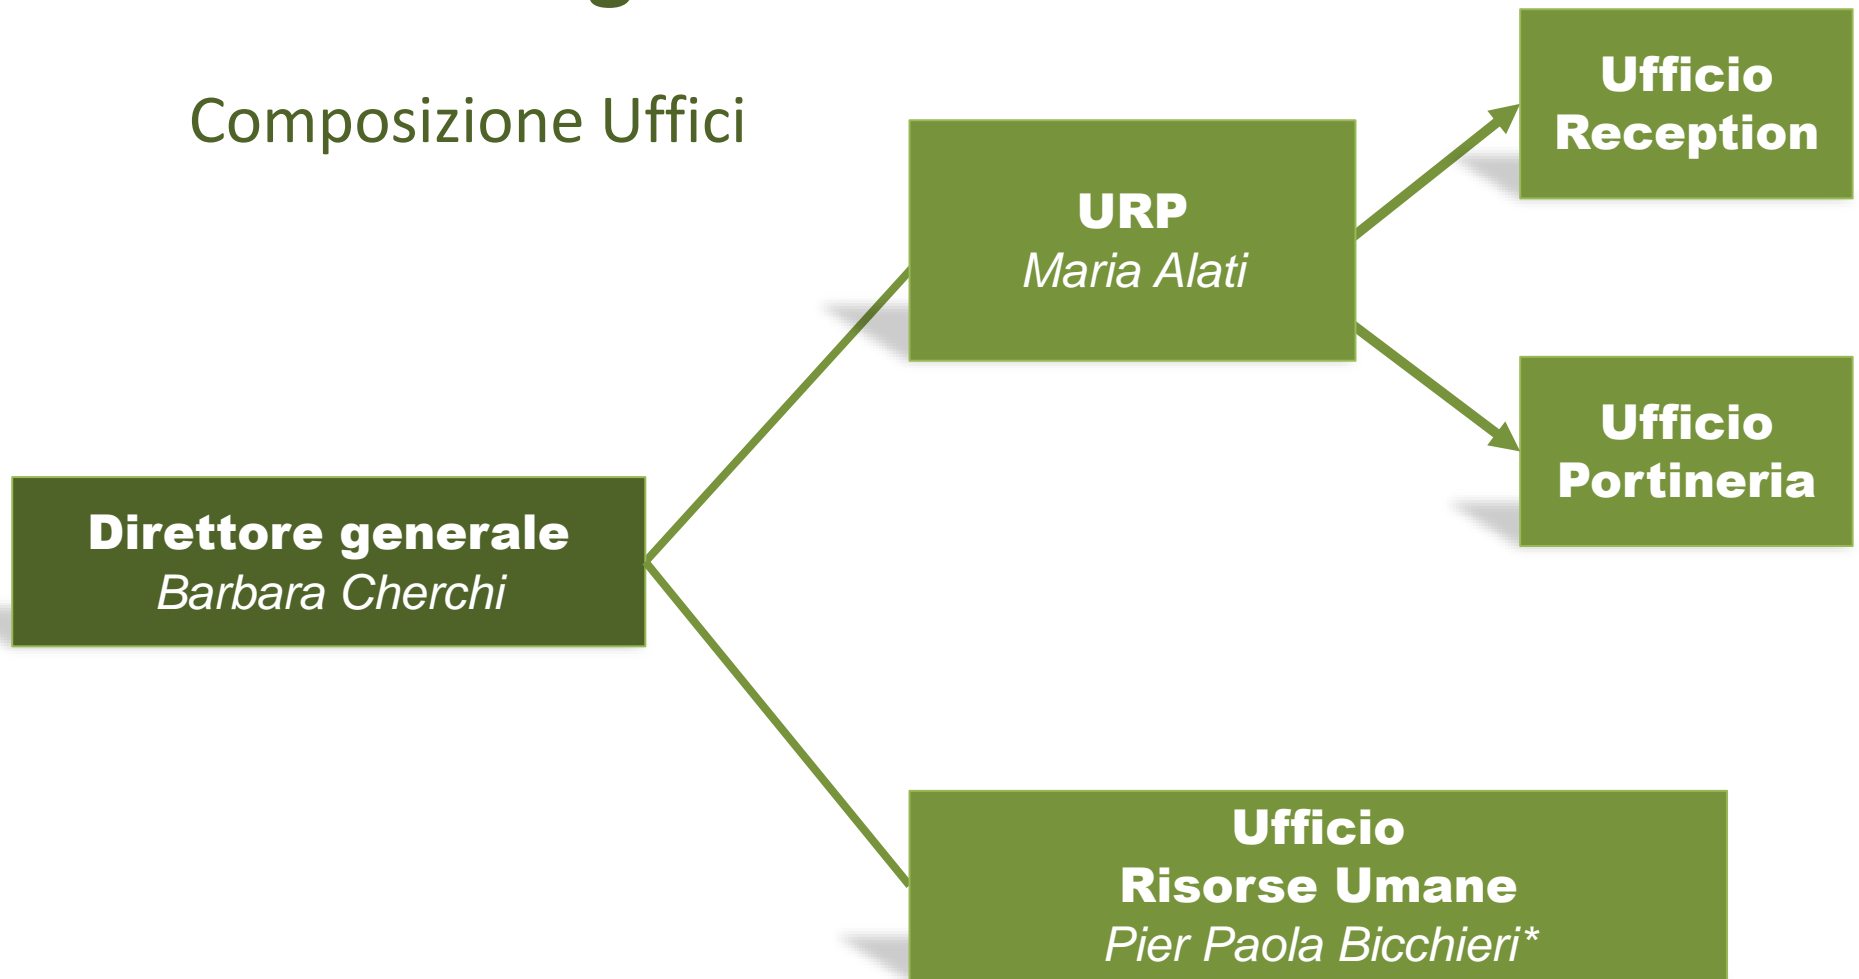 Composizione Uffici
Ufficio
Reception
URP
Maria Alati
Ufficio
Portineria
Direttore generale
Barbara Cherchi
Ufficio
Risorse Umane
Pier Paola Bicchieri*